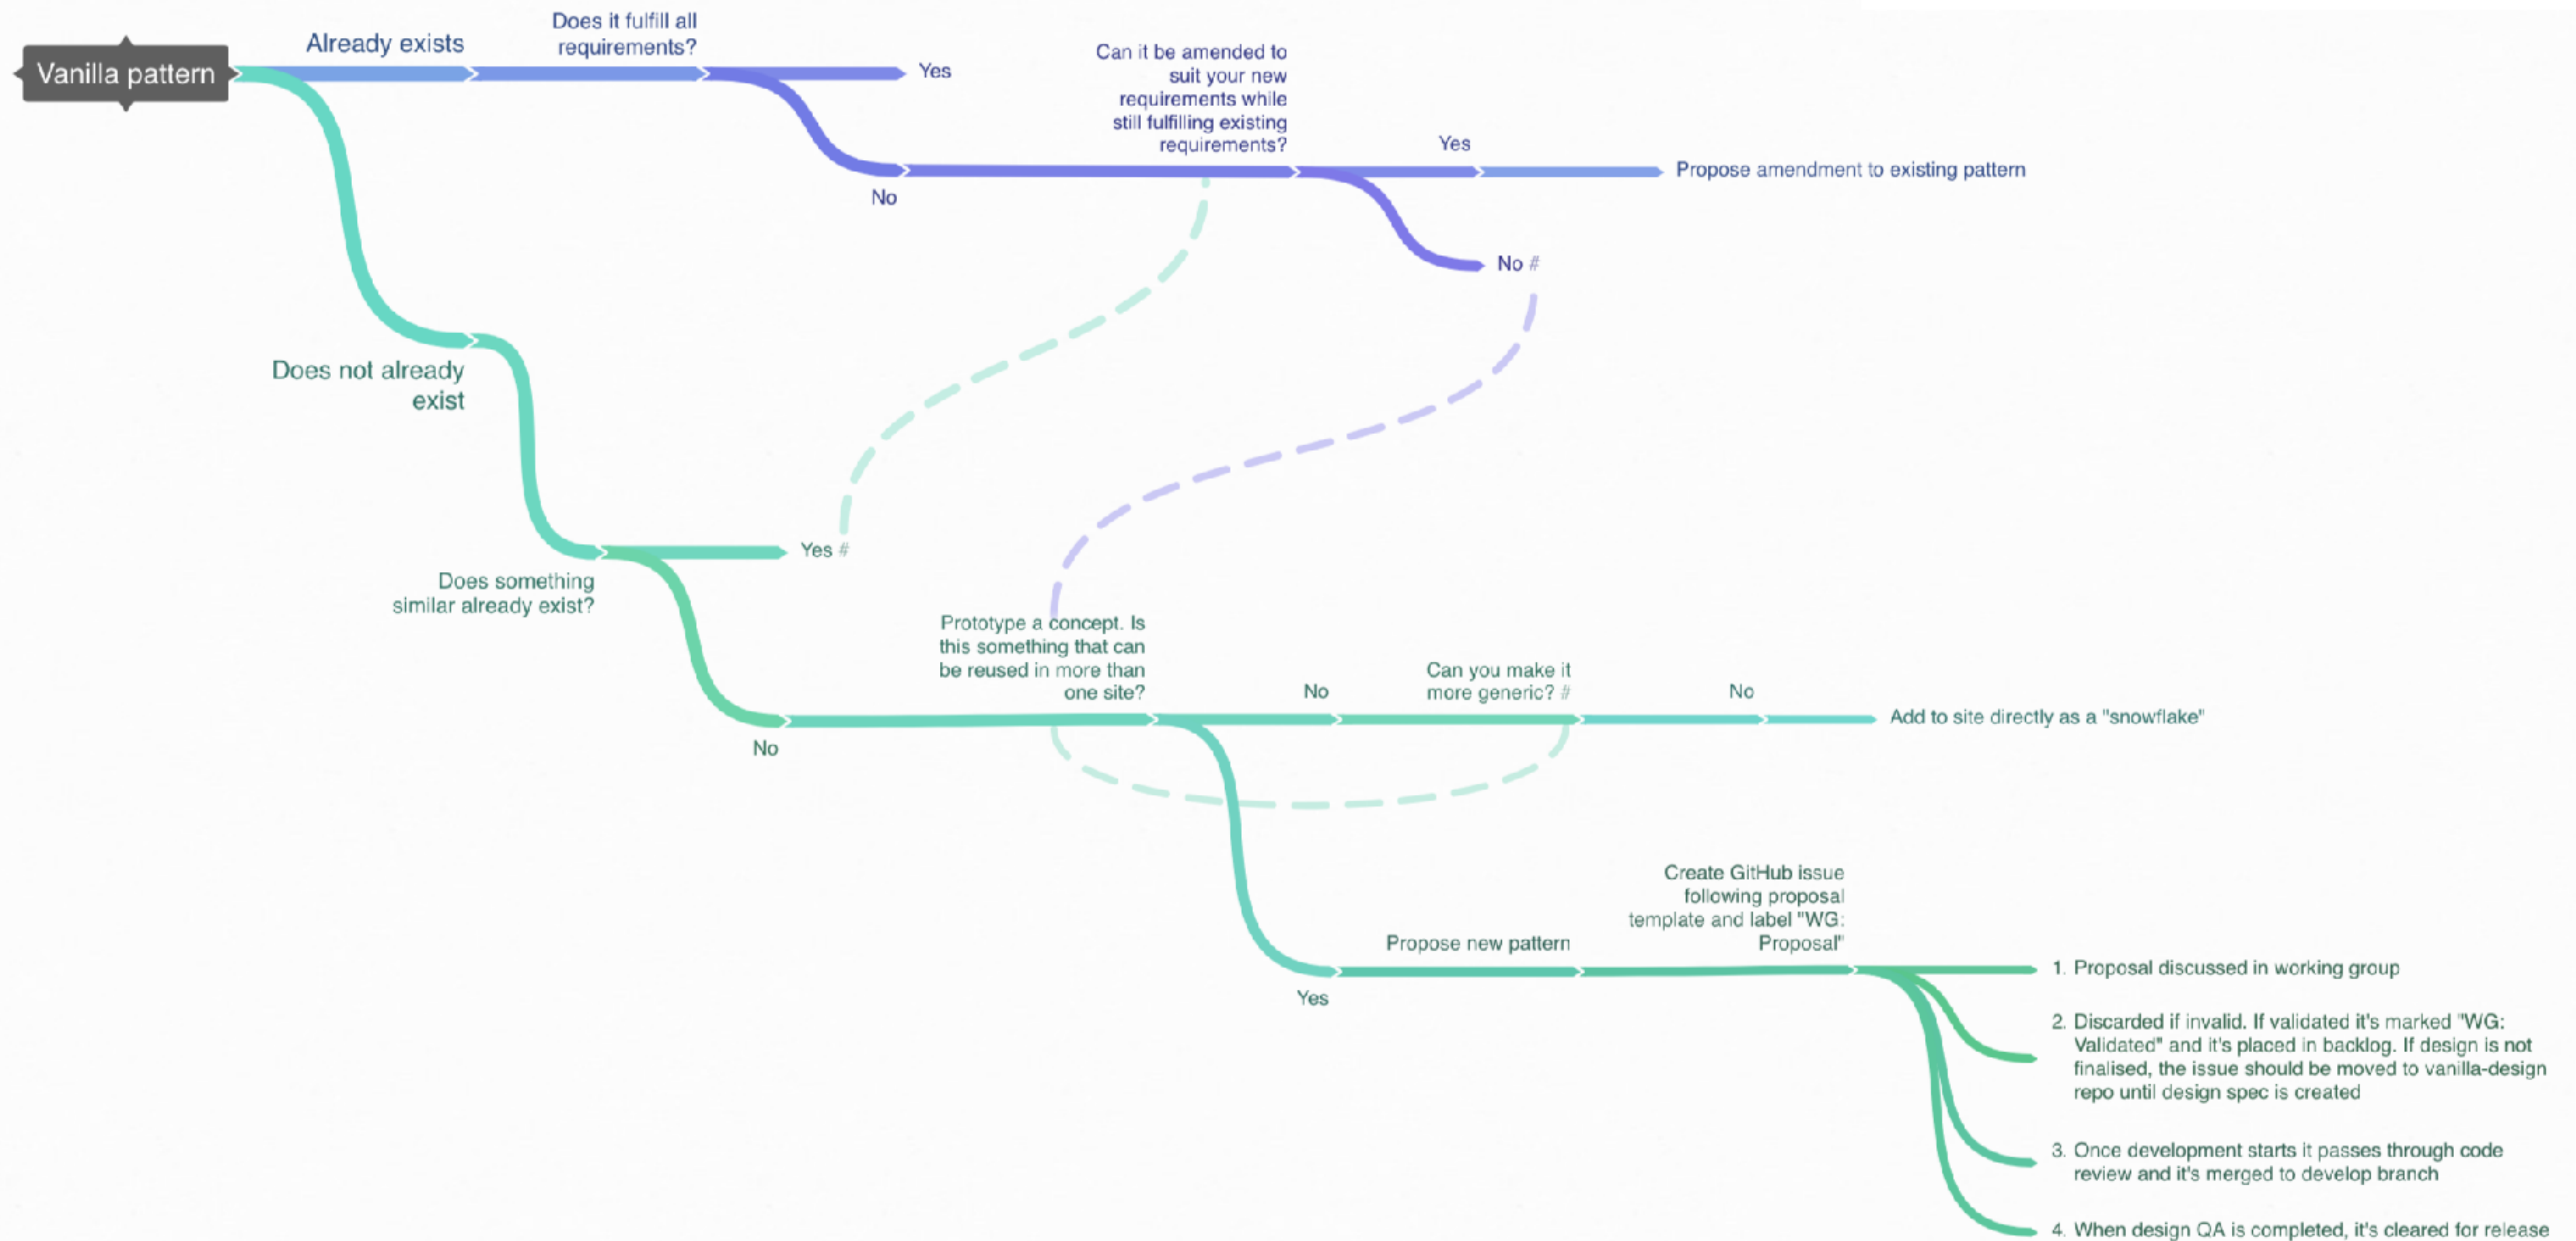 Vanilla pattern
Already exists
Does it fulfill all
requirements?
Yes
No
Can it be amended to
suit your new
requirements while
still fulfilling existing
requirements?
Yes
Propose amendment to existing pattern
No #
Does not already
exist
Does something
similar already exist?
Yes #
No
Prototype a concept. Is
this something that can
be reused in more than
one site?
No
Can you make it
more generic? #
No
Add to site directly as a "snowflake"
Yes
Propose new pattern
Create GitHub issue
following proposal
template and label "WG:
Proposal"
1. Proposal discussed in working group
2. Discarded if invalid. If validated it's marked "WG:
Validated" and it's placed in backlog. If design is not
finalised, the issue should be moved to vanilla-design
repo until design spec is created
3. Once development starts it passes through code
review and it's merged to develop branch
4. When design QA is completed, it's cleared for release